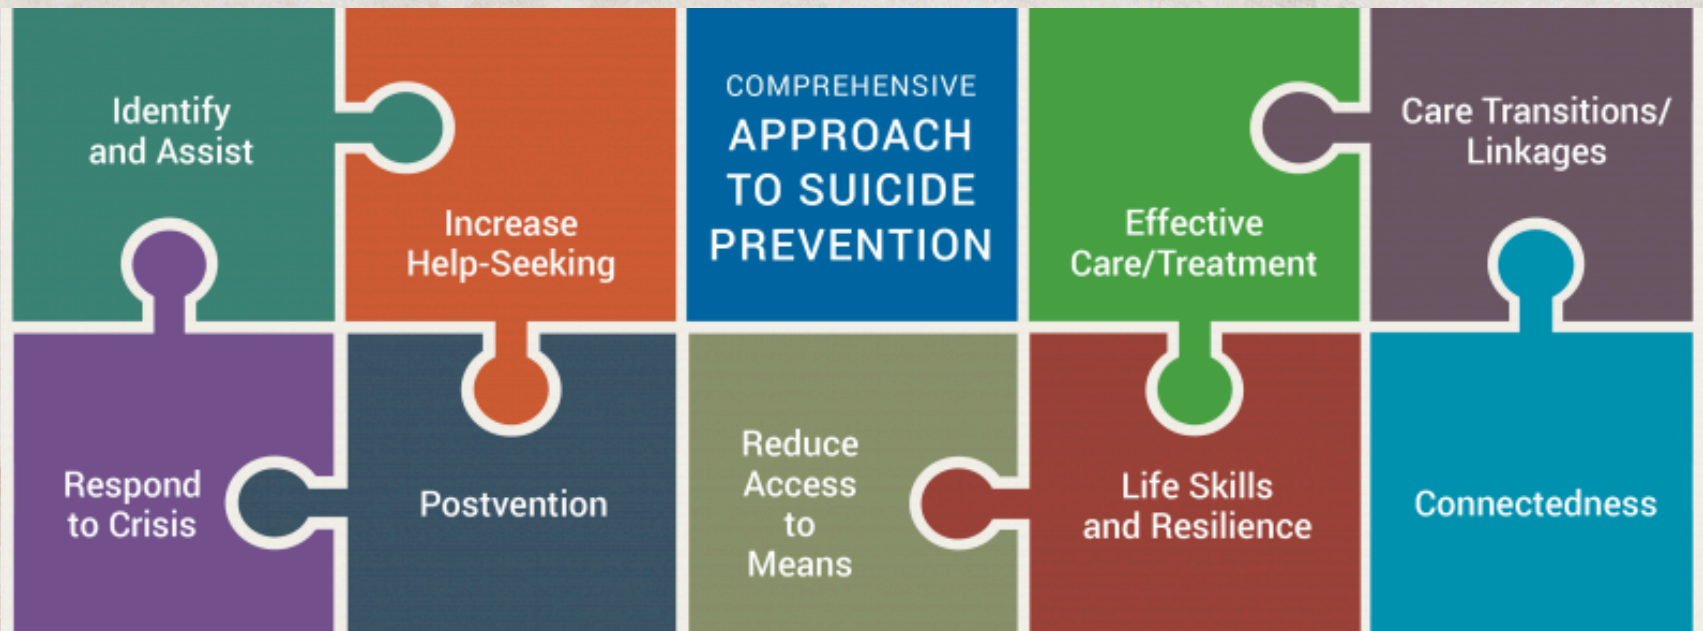 Identify
and Assist
Increase
Help-Seeking
COMPREHENSIVE
APPROACH
TO SUICIDE
PREVENTION
Effective
Care/Treatment
Care Transitions/
Linkages
Respond
to Crisis
Postvention
Reduce
Access
to
Means
Life Skills
and Resilience
Connectedness